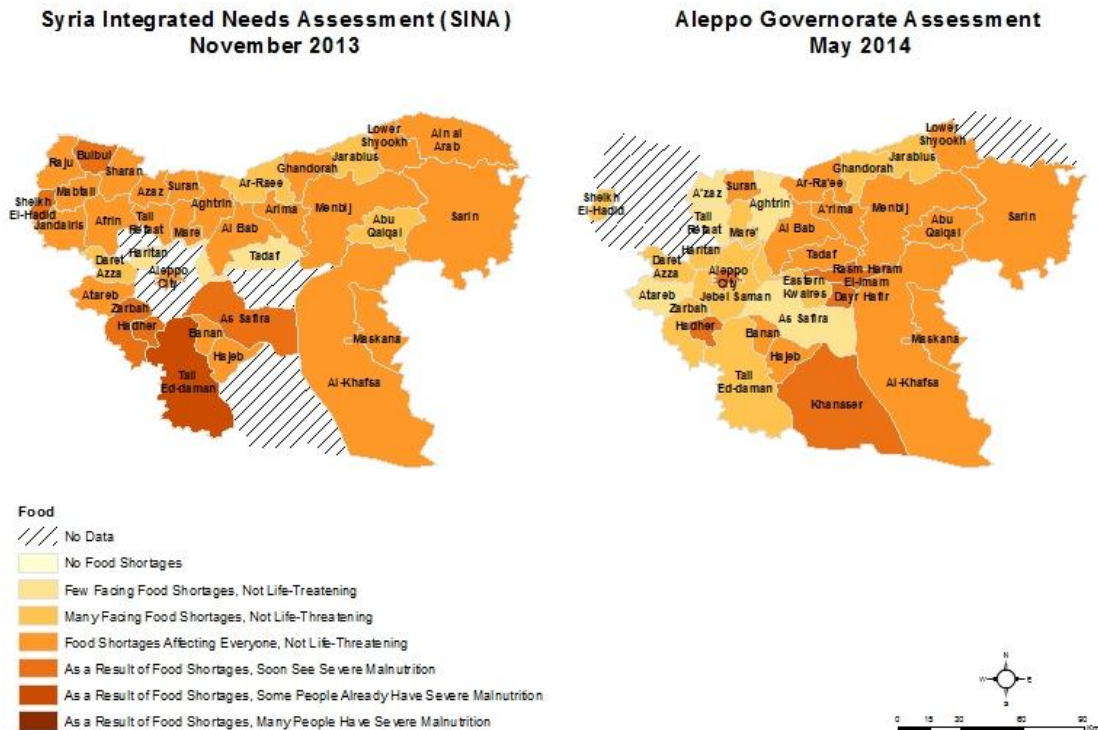 Syria Integrated Needs Assessment (SINA)
November 2013
Aleppo Governorate Assessment
May 2014
Lower
Shyookh
Ain al
Arab
Bulbul
Raju
Sharan
Jarablus
Ghandorah
Mabtali
Azaz
Suran
Ar-Raee
Aghtrin
Sheikh
El-Hadid
Jandairis
Afrin
Tall
Refaat
Mare
Arima
Menbij
Al Bab
Abu
Qalqal
Sarin
Haritan
Daret
Azza
Tadaf
Aleppo
City
Atareb
Zarbah
Hadher
As Safira
Banan
Hajeb
Maskana
Tall
Ed-daman
Al-Khafsa
Lower
Shyookh
Jarablus
Ghandorah
Sheikh
El-Hadid
A'zaz
Suran
Ar-Ra'ee
Aghtrin
A'rima
Menbij
Tall
Refaat
Mare'
Al Bab
Abu
Qalqal
Sarin
Haritan
Daret
Azza
Tadaf
Aleppo
City
Rasm Haram
El-Imam
Eastern
Kwaires
Dayr Hafir
Atareb
Jebel Saman
Zarbah
As Safira
Hadher
Banan
Hajeb
Maskana
Tall
Ed-daman
Al-Khafsa
Khanaser
Food
No Data
No Food Shortages
Few Facing Food Shortages, Not Life-Treatening
Many Facing Food Shortages, Not Life-Threatening
Food Shortages Affecting Everyone, Not Life-Threatening
As a Result of Food Shortages, Soon See Severe Malnutrition
As a Result of Food Shortages, Some People Already Have Severe Malnutrition
As a Result of Food Shortages, Many People Have Severe Malnutrition
N
W E
S
0 15 30 60 90
Km